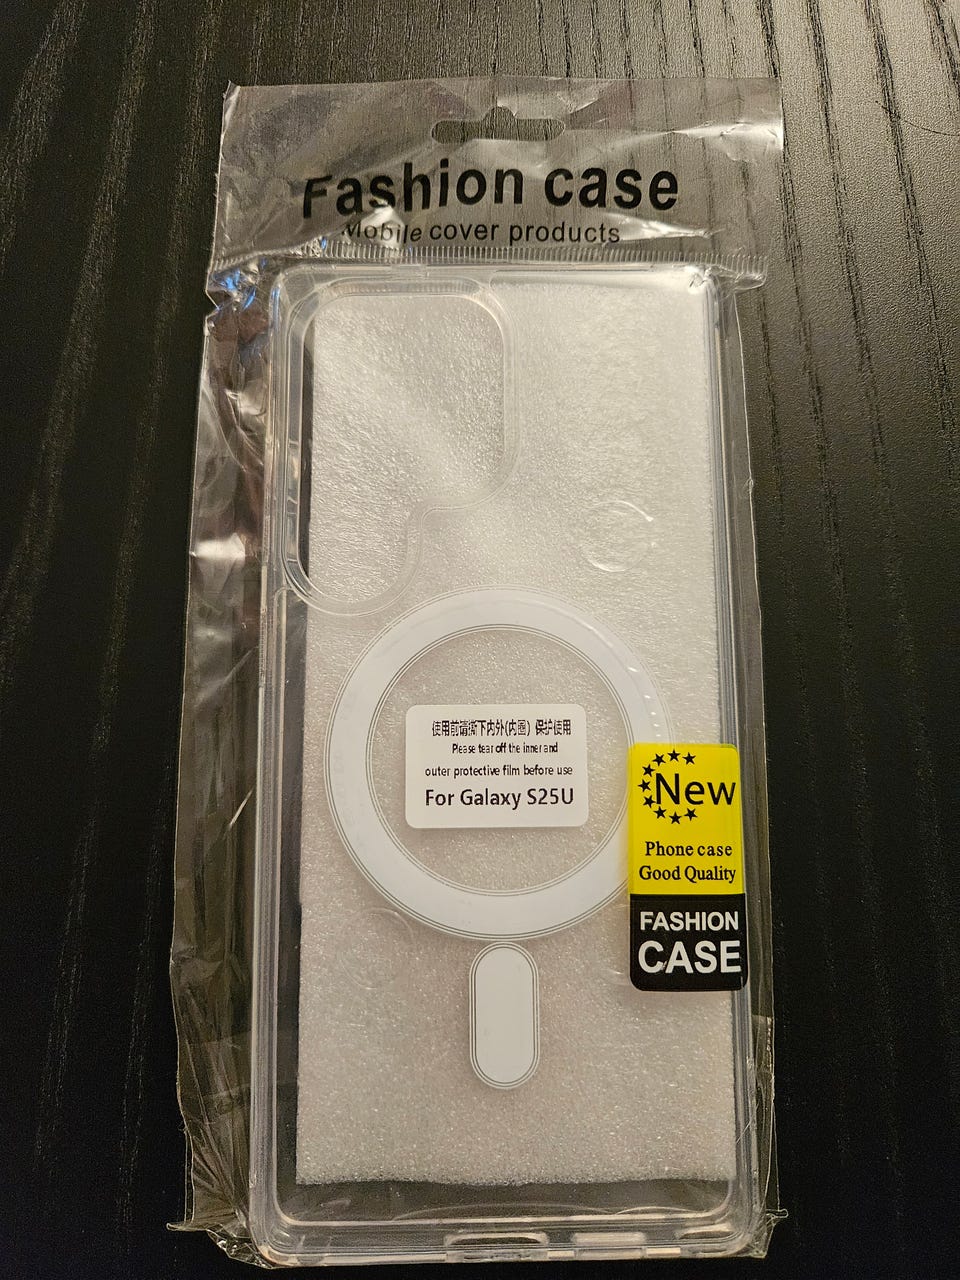 Fashion case
Mobile cover products
使用前请撕下内外(内圈) 保护使用
Please tear off the inner and
outer protective film before use
For Galaxy S25U
New
Phone case
Good Quality
FASHION
CASE